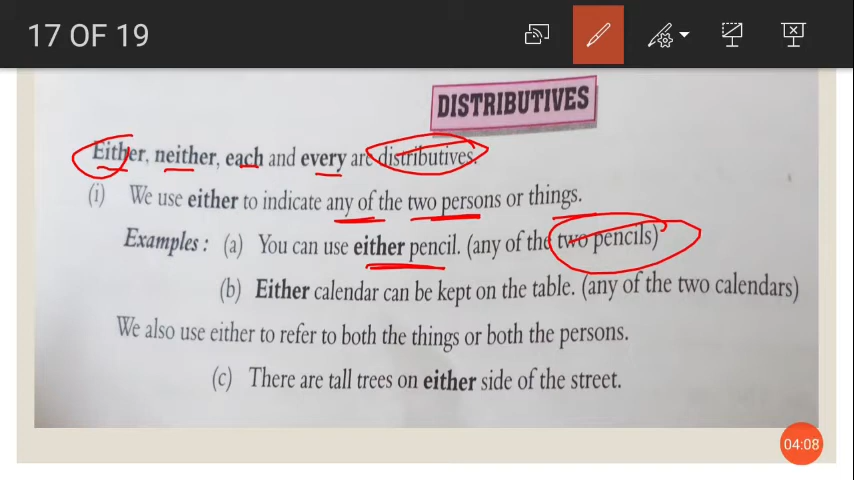 17 OF 19
DISTRIBUTIVES
Either, neither, each and every are distributives.
(i) We use either to indicate any of the two persons or things.
Examples : (a) You can use either pencil. (any of the two pencils)
(b) Either calendar can be kept on the table. (any of the two calendars)
We also use either to refer to both the things or both the persons.
(c) There are tall trees on either side of the street.
04:08